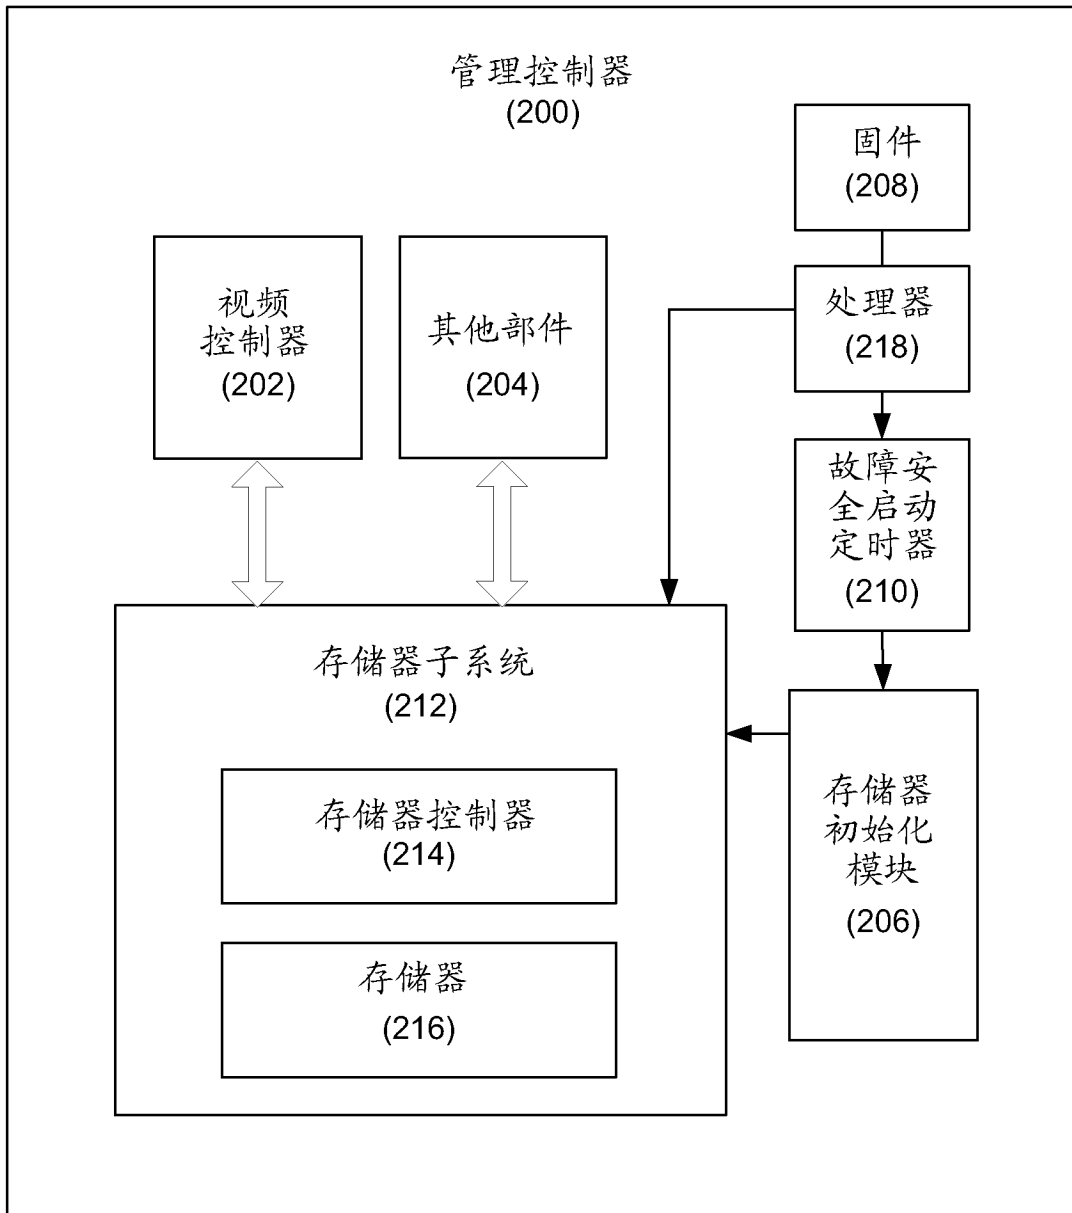 管理控制器
(200)
固件
(208)
处理器
(218)
视频
控制器
(202)
其他部件
(204)
故障安
全启动
定时器
(210)
存储器子系统
(212)
存储器控制器
(214)
存储器
(216)
存储器
初始化
模块
(206)